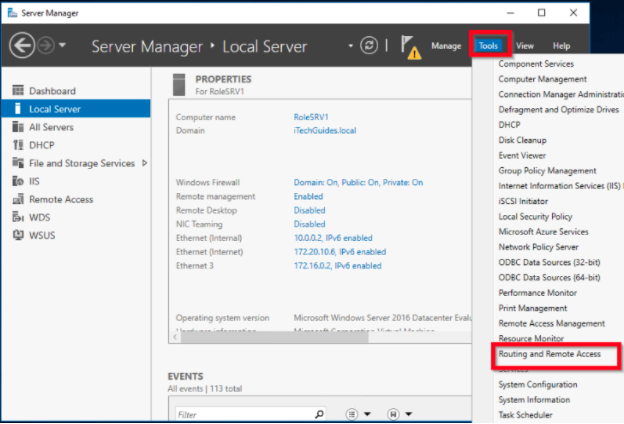 Server Manager
Server Manager • Local Server
Manage
Tools
View
Help
Dashboard
Local Server
All Servers
DHCP
File and Storage Services
IIS
Remote Access
WDS
WSUS
PROPERTIES
For RoleSRV1
Computer name RoleSRV1
Domain iTechGuides.local
Windows Firewall Domain: On, Public: On, Private: On
Remote management Enabled
Remote Desktop Disabled
NIC Teaming Disabled
Ethernet (Internal) 10.0.0.2, IPv6 enabled
Ethernet (Internet) 172.20.10.6, IPv6 enabled
Ethernet 3 172.16.0.2, IPv6 enabled
Operating system version Microsoft Windows Server 2016 Datacenter Evalu
Hardware information Microsoft Corporation Virtual Machine
EVENTS
All events | 113 total
Filter
Component Services
Computer Management
Connection Manager Administratio
Defragment and Optimize Drives
DHCP
Disk Cleanup
Event Viewer
Group Policy Management
Internet Information Services (IIS)
iSCSI Initiator
Local Security Policy
Microsoft Azure Services
Network Policy Server
ODBC Data Sources (32-bit)
ODBC Data Sources (64-bit)
Performance Monitor
Print Management
Remote Access Management
Resource Monitor
Routing and Remote Access
Services
System Configuration
System Information
Task Scheduler